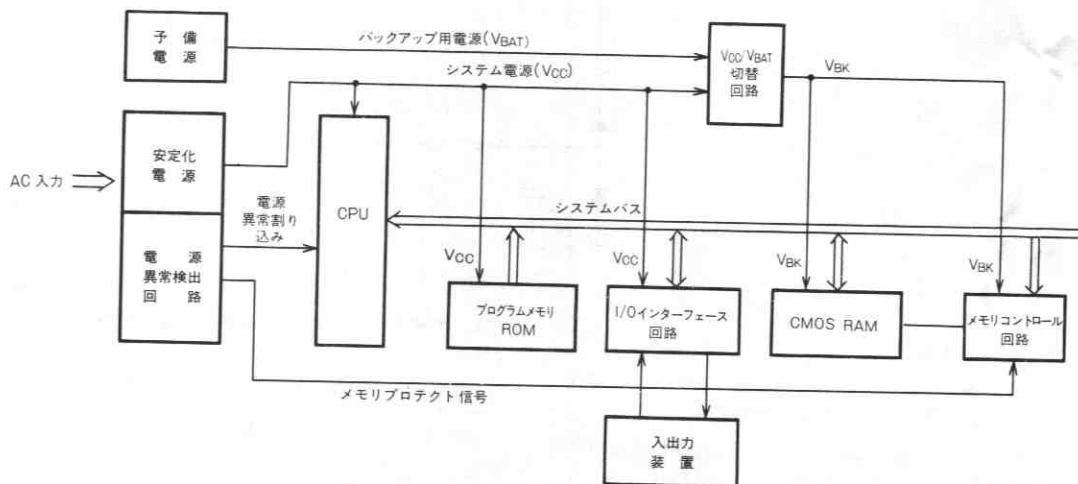 予備
電源
バックアップ用電源(VBAT)
システム電源(VCC)
VCC/VBAT
切替
回路
VBK
AC 入力
安定化
電源
電源
異常検出
回路
電源
異常割り
込み
CPU
システムバス
VCC
プログラムメモリ
ROM
VCC
I/Oインターフェース
回路
VBK
CMOS RAM
VBK
メモリコントロール
回路
メモリプロテクト信号
入出力
装置